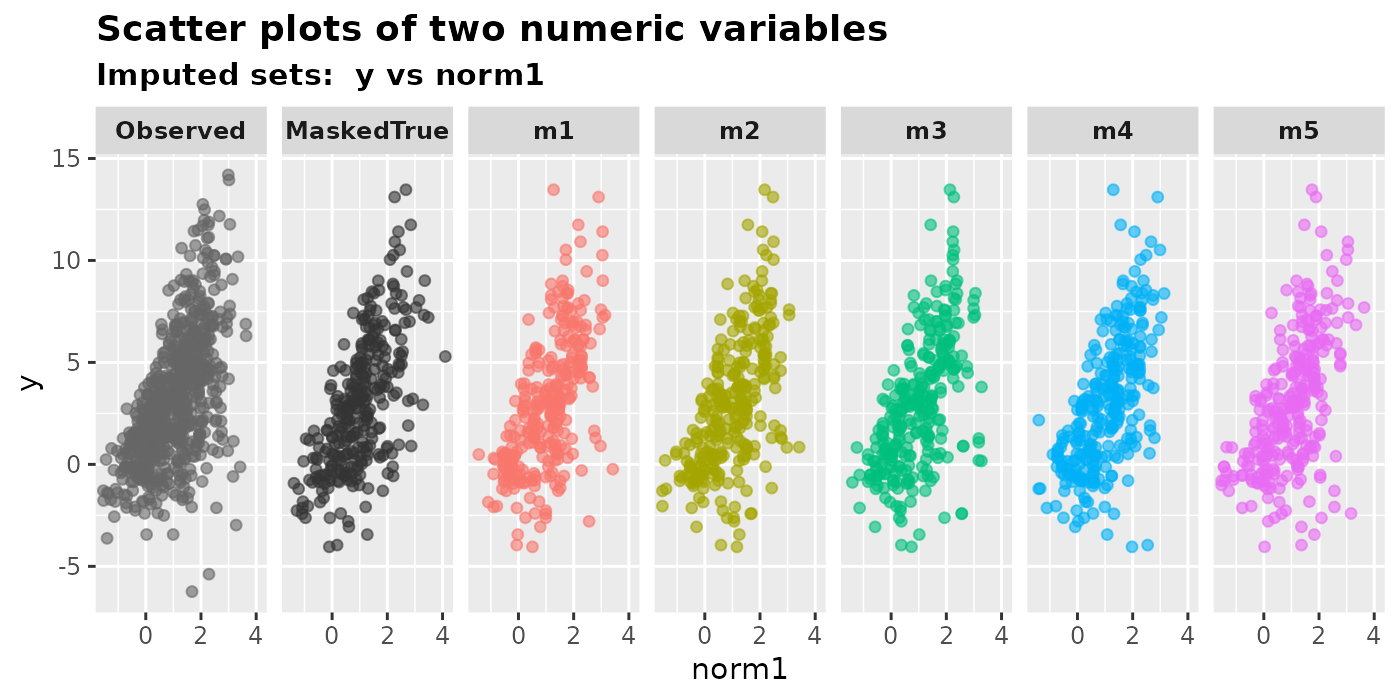 Scatter plots of two numeric variables
Imputed sets:  y vs norm1
Observed MaskedTrue m1 m2 m3 m4 m5
15
10
5
0
-5
y
0 2 4 0 2 4 0 2 4 0 2 4 0 2 4 0 2 4 0 2 4
norm1